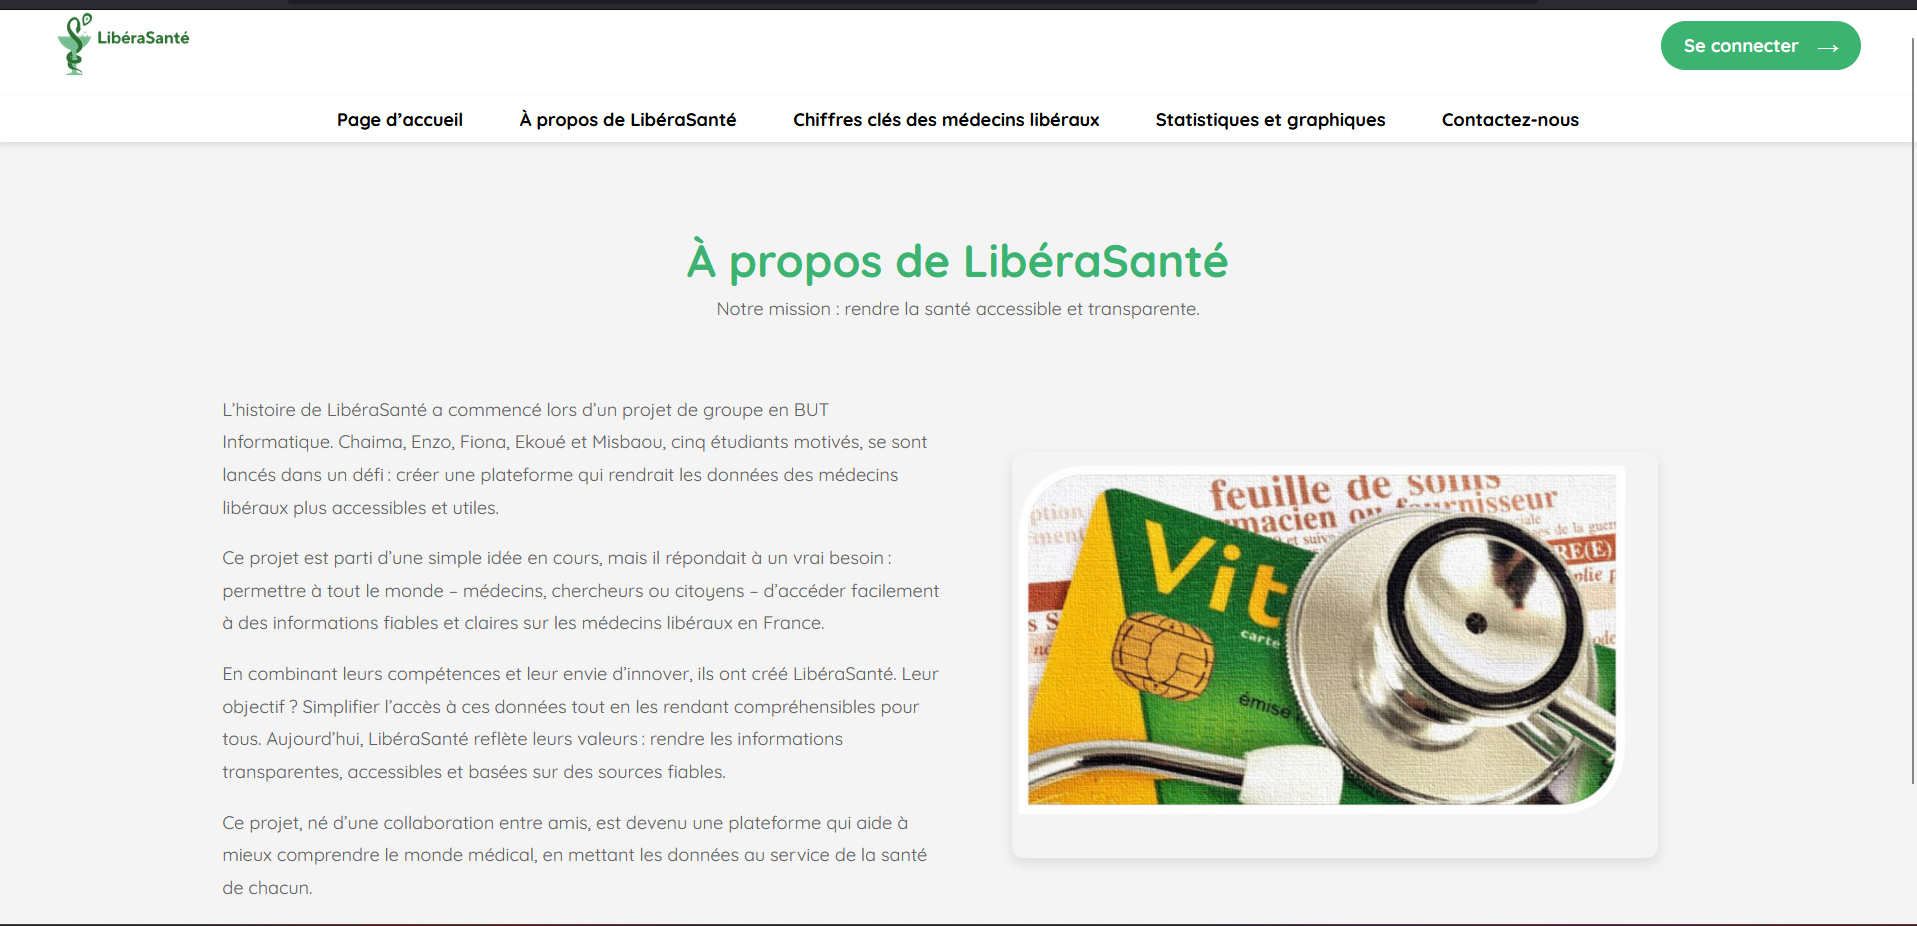 LibéraSanté
Se connecter →
Page d’accueil
À propos de LibéraSanté
Chiffres clés des médecins libéraux
Statistiques et graphiques
Contactez-nous
À propos de LibéraSanté
Notre mission : rendre la santé accessible et transparente.
L’histoire de LibéraSanté a commencé lors d’un projet de groupe en BUT
Informatique. Chaima, Enzo, Fiona, Ekoué et Misbaou, cinq étudiants motivés, se sont
lancés dans un défi : créer une plateforme qui rendrait les données des médecins
libéraux plus accessibles et utiles.
Ce projet est parti d’une simple idée en cours, mais il répondait à un vrai besoin :
permettre à tout le monde – médecins, chercheurs ou citoyens – d’accéder facilement
à des informations fiables et claires sur les médecins libéraux en France.
En combinant leurs compétences et leur envie d’innover, ils ont créé LibéraSanté. Leur
objectif ? Simplifier l’accès à ces données tout en les rendant compréhensibles pour
tous. Aujourd’hui, LibéraSanté reflète leurs valeurs : rendre les informations
transparentes, accessibles et basées sur des sources fiables.
Ce projet, né d’une collaboration entre amis, est devenu une plateforme qui aide à
mieux comprendre le monde médical, en mettant les données au service de la santé
de chacun.
feuille de soins
macien ou fournisseur
de la guer
RE(E)
Vit
carte
émise